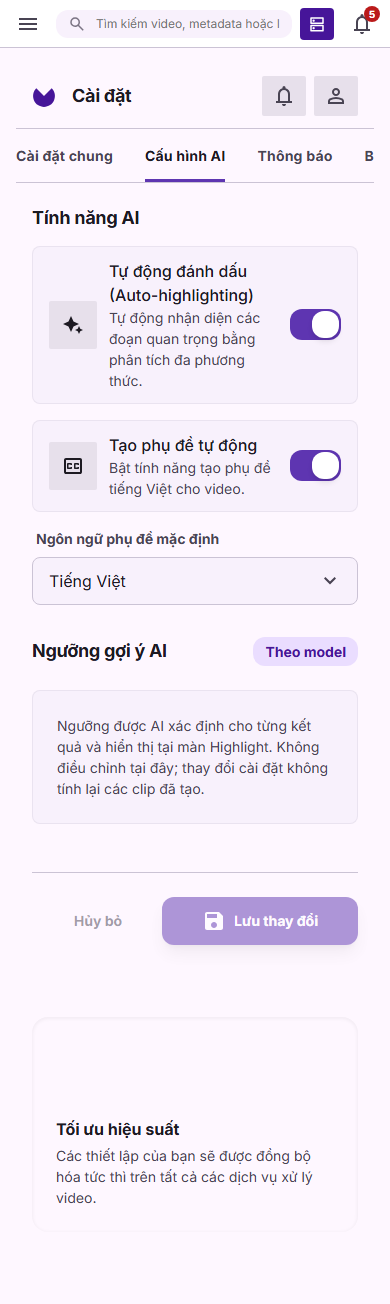 Tìm kiếm video, metadata hoặc l
5
Cài đặt
Cài đặt chung
Cấu hình AI
Thông báo
B
Tính năng AI
Tự động đánh dấu
(Auto-highlighting)
Tự động nhận diện các
đoạn quan trọng bằng
phân tích đa phương
thức.
Tạo phụ đề tự động
Bật tính năng tạo phụ đề
tiếng Việt cho video.
Ngôn ngữ phụ đề mặc định
Tiếng Việt
Ngưỡng gợi ý AI
Theo model
Ngưỡng được AI xác định cho từng kết
quả và hiển thị tại màn Highlight. Không
điều chỉnh tại đây; thay đổi cài đặt không
tính lại các clip đã tạo.
Hủy bỏ
Lưu thay đổi
Tối ưu hiệu suất
Các thiết lập của bạn sẽ được đồng bộ
hóa tức thì trên tất cả các dịch vụ xử lý
video.